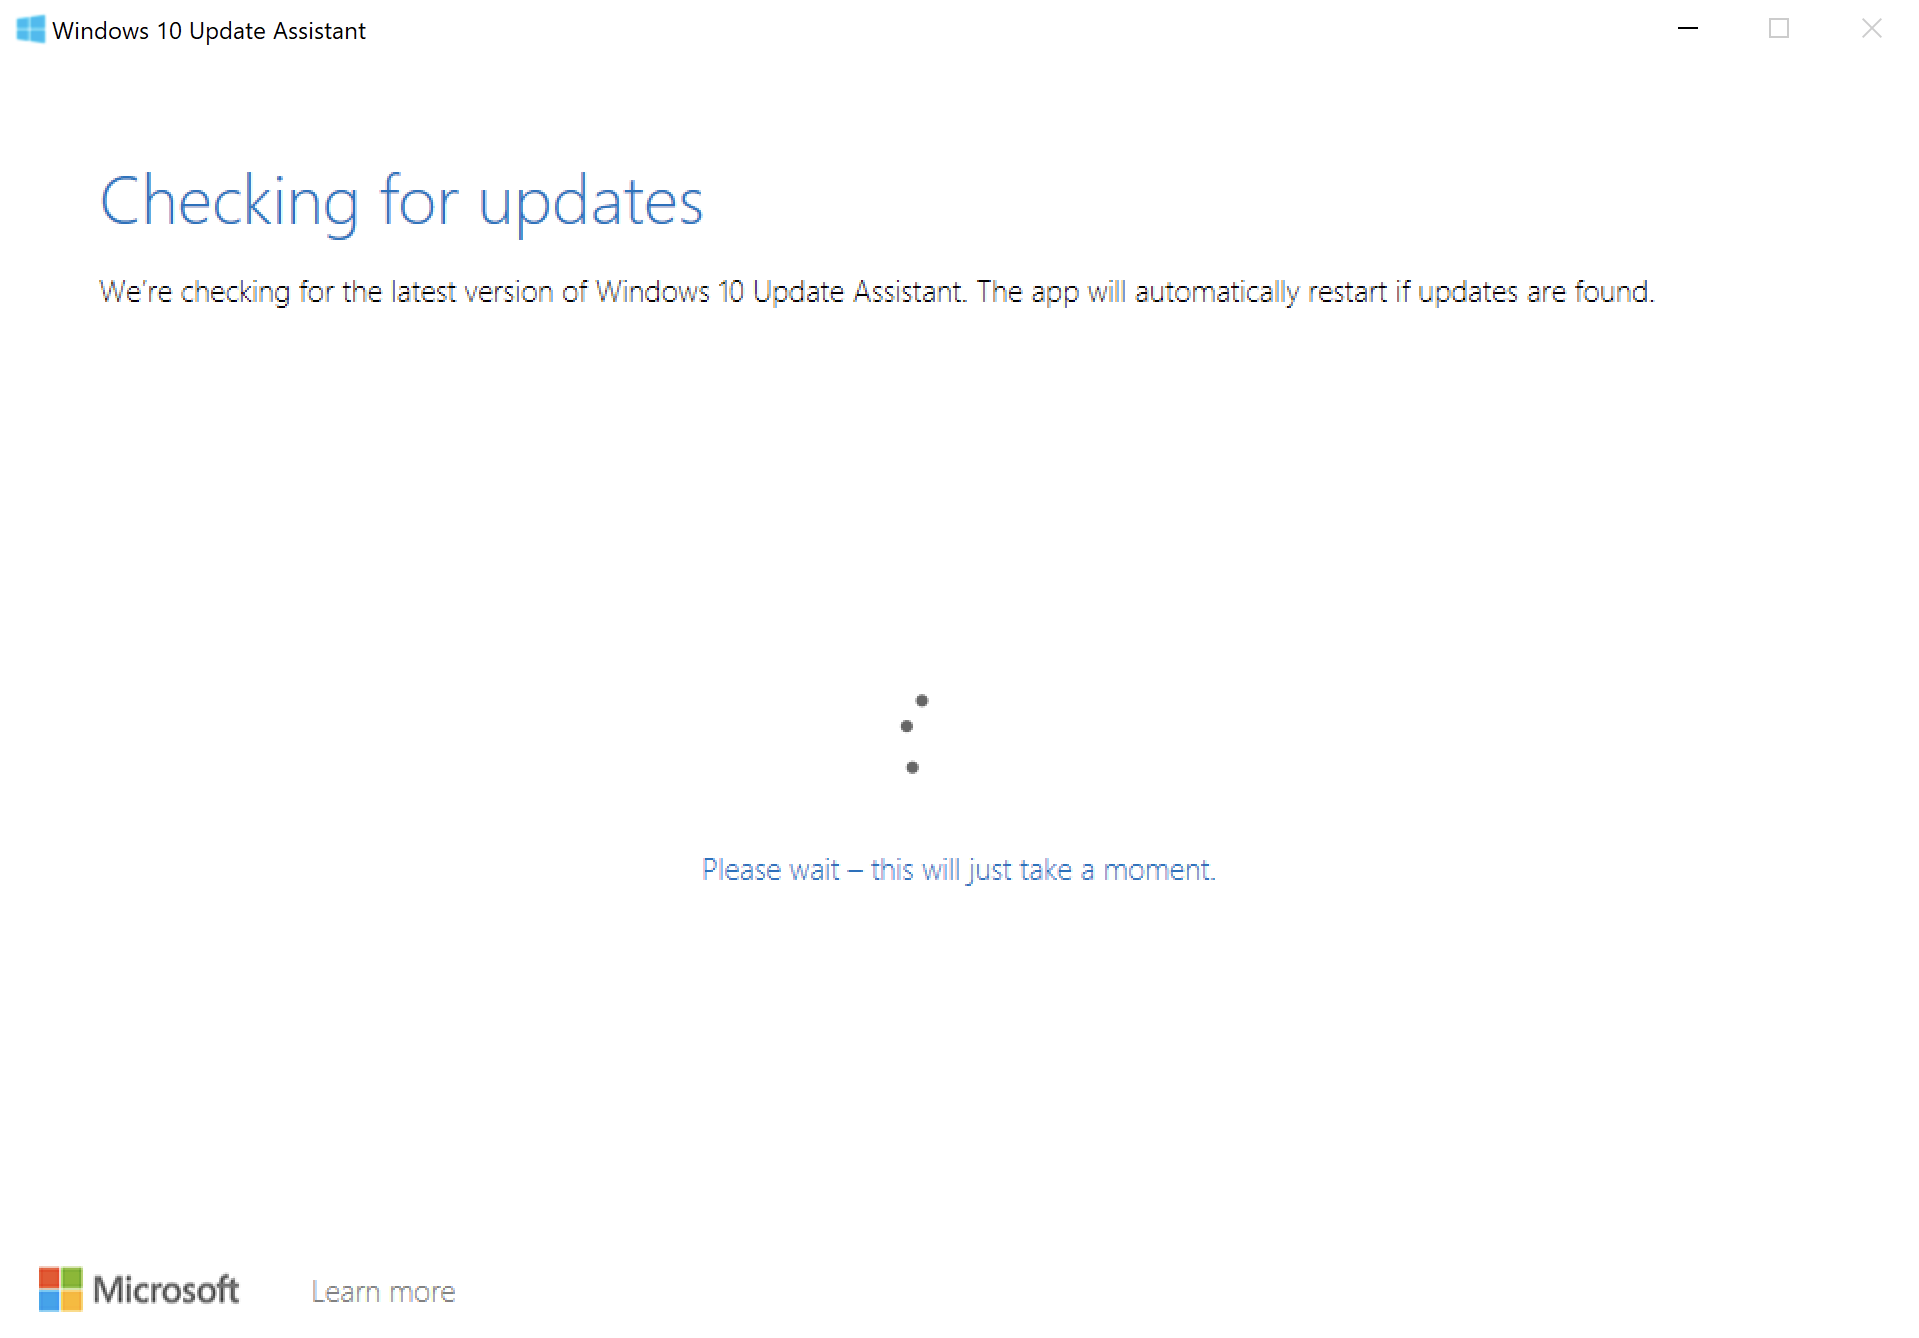 Windows 10 Update Assistant
Checking for updates
We’re checking for the latest version of Windows 10 Update Assistant. The app will automatically restart if updates are found.
Please wait – this will just take a moment.
Microsoft
Learn more